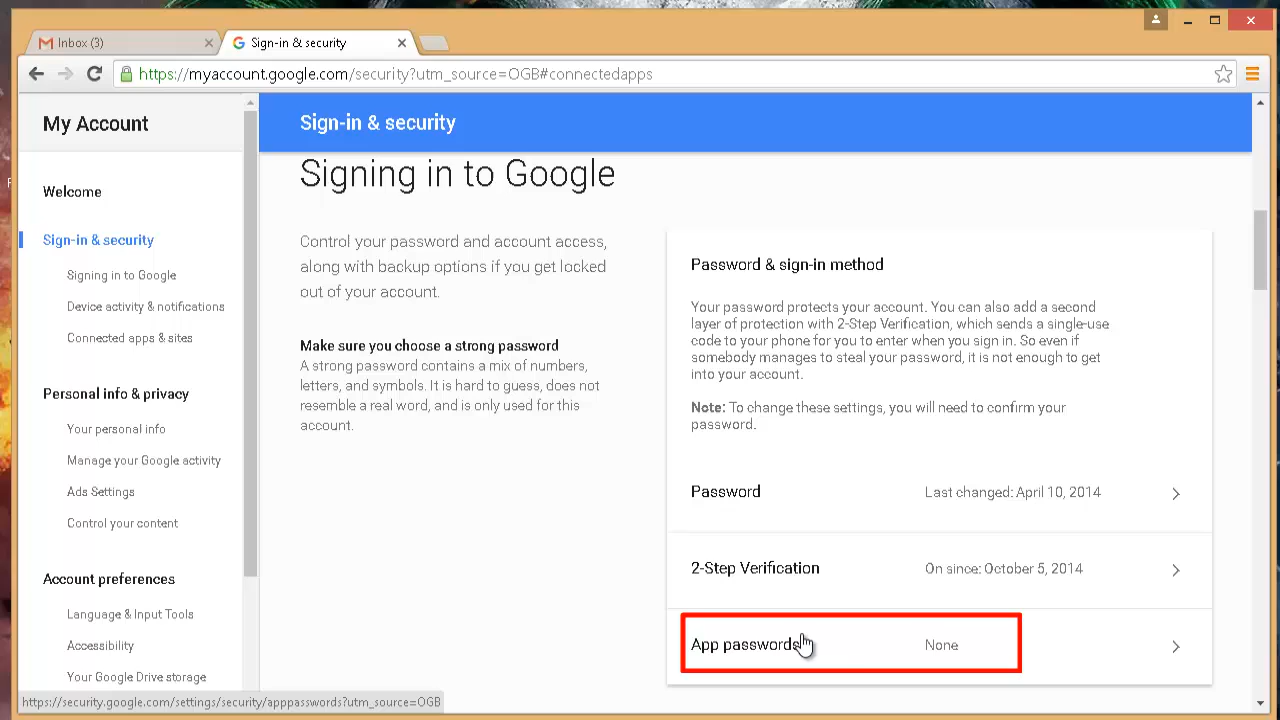 Inbox (3)
Sign-in & security
https://myaccount.google.com/security?utm_source=OGB#connectedapps
My Account
Welcome
Sign-in & security
Signing in to Google
Device activity & notifications
Connected apps & sites
Personal info & privacy
Your personal info
Manage your Google activity
Ads Settings
Control your content
Account preferences
Language & Input Tools
Accessibility
Your Google Drive storage
Sign-in & security
Signing in to Google
Control your password and account access,
along with backup options if you get locked
out of your account.
Make sure you choose a strong password
A strong password contains a mix of numbers,
letters, and symbols. It is hard to guess, does not
resemble a real word, and is only used for this
account.
Password & sign-in method
Your password protects your account. You can also add a second
layer of protection with 2-Step Verification, which sends a single-use
code to your phone for you to enter when you sign in. So even if
somebody manages to steal your password, it is not enough to get
into your account.
Note: To change these settings, you will need to confirm your
password.
Password Last changed: April 10, 2014
2-Step Verification On since: October 5, 2014
App passwords None
https://security.google.com/settings/security/apppasswords?utm_source=OGB